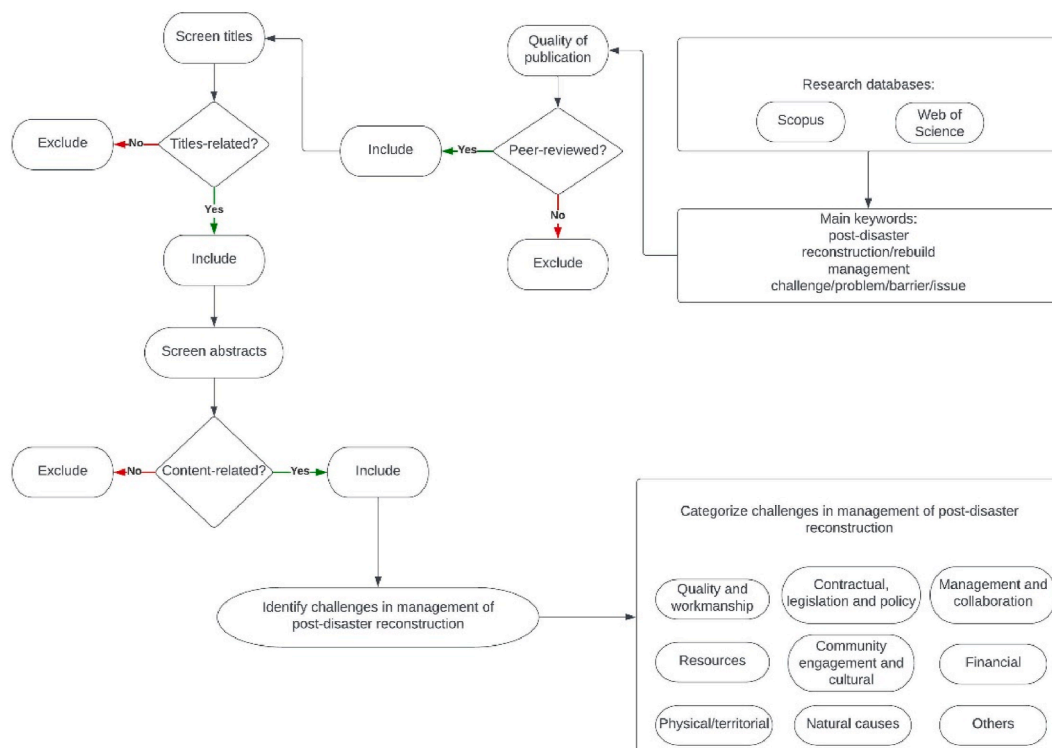 Research databases:
Scopus
Web of
Science
Main keywords:
post-disaster
reconstruction/rebuild
management
challenge/problem/barrier/issue
Quality of
publication
Peer-reviewed?
Yes
Include
No
Exclude
Screen titles
Titles-related?
No
Exclude
Yes
Include
Screen abstracts
Content-related?
No
Exclude
Yes
Include
Identify challenges in management of
post-disaster reconstruction
Categorize challenges in management of post-disaster
reconstruction
Quality and
workmanship
Contractual,
legislation and policy
Management and
collaboration
Resources
Community
engagement and
cultural
Financial
Physical/territorial
Natural causes
Others